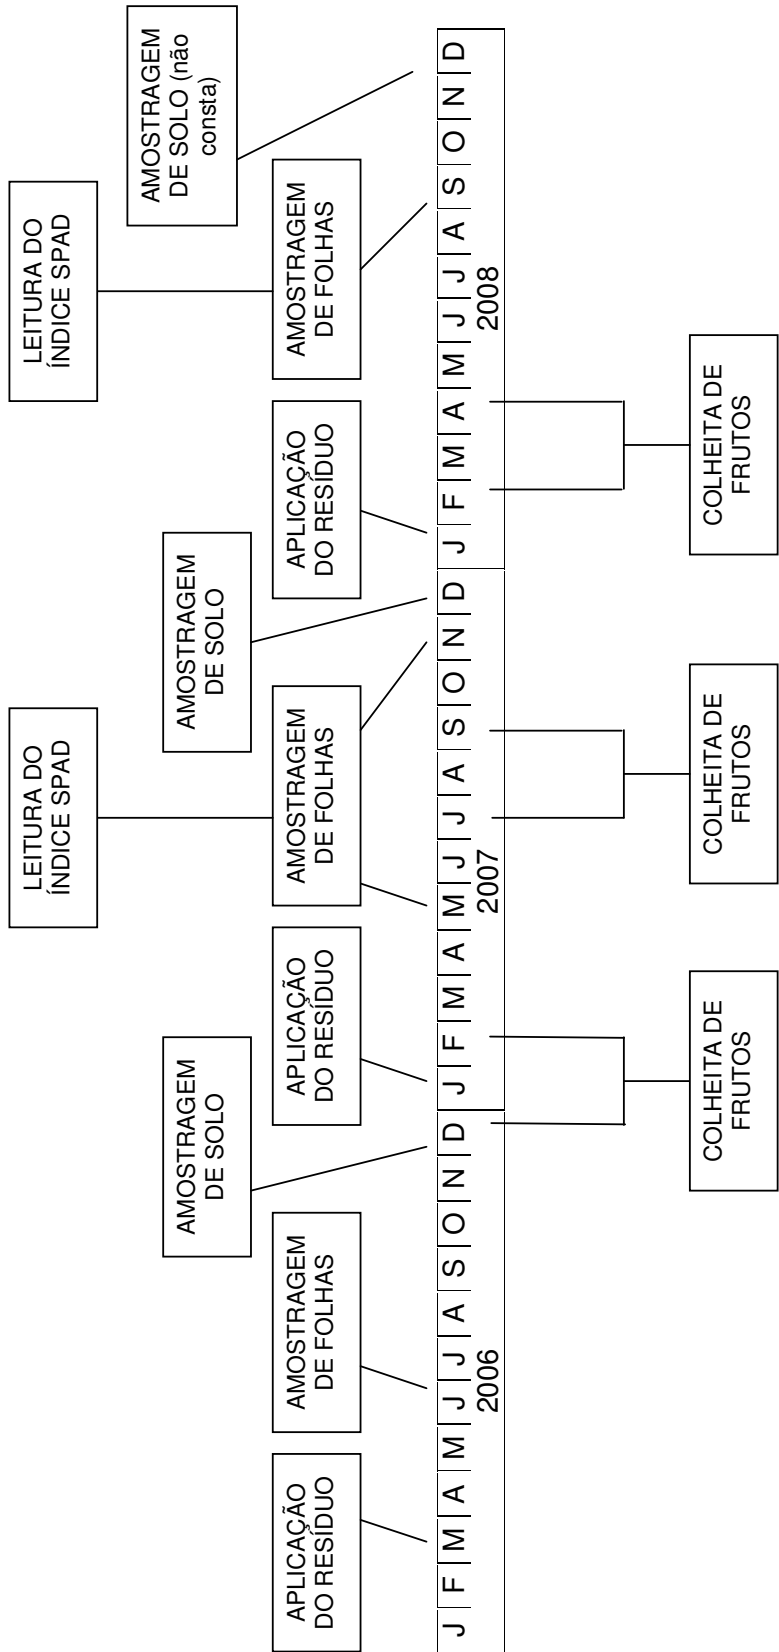 LEITURA DO
ÍNDICE SPAD
LEITURA DO
ÍNDICE SPAD
AMOSTRAGEM
DE SOLO
AMOSTRAGEM
DE SOLO
AMOSTRAGEM
DE SOLO (não
consta)
APLICAÇÃO
DO RESÍDUO
AMOSTRAGEM
DE FOLHAS
APLICAÇÃO
DO RESÍDUO
AMOSTRAGEM
DE FOLHAS
APLICAÇÃO
DO RESÍDUO
AMOSTRAGEM
DE FOLHAS
J F M A M J J A S O N D J F M A M J J A S O N D J F M A M J J A S O N D
2006 2007 2008
COLHEITA DE
FRUTOS
COLHEITA DE
FRUTOS
COLHEITA DE
FRUTOS